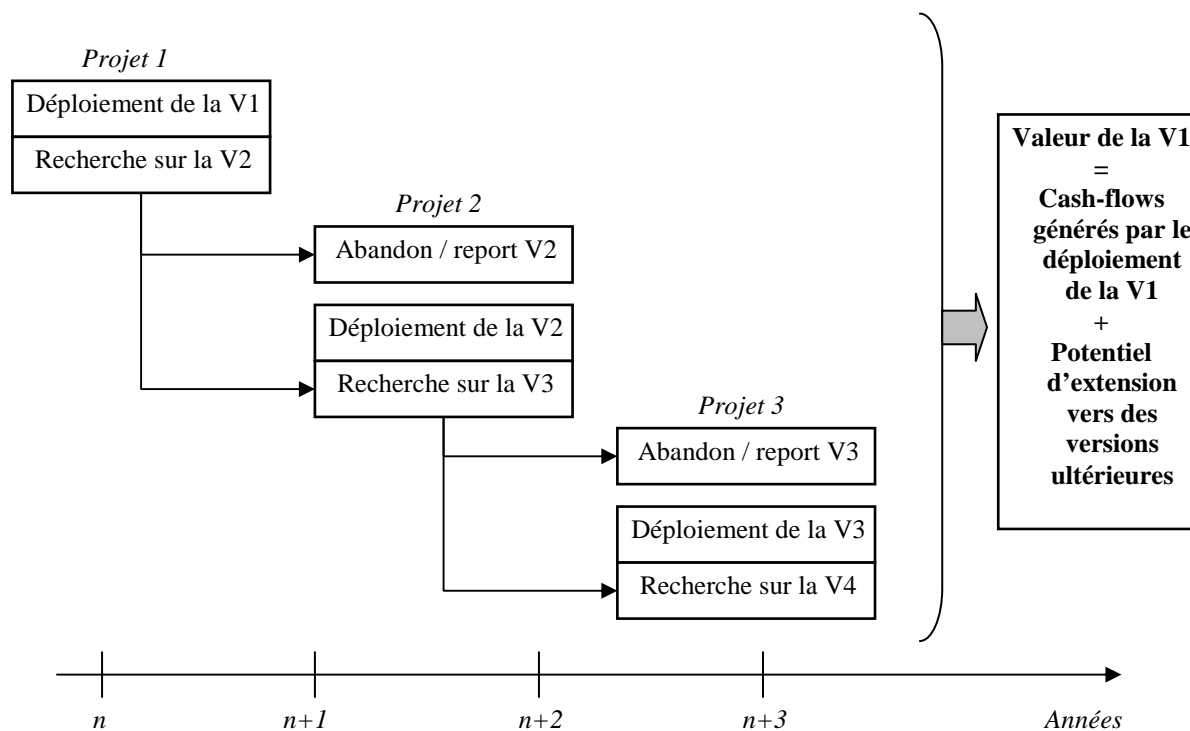 Projet 1
Déploiement de la V1
Recherche sur la V2
Projet 2
Abandon / report V2
Déploiement de la V2
Recherche sur la V3
Projet 3
Abandon / report V3
Déploiement de la V3
Recherche sur la V4
Valeur de la V1
=
Cash-flows
générés par le
déploiement
de la V1
+
Potentiel
d'extension
vers des
versions
ultérieures
n
n+1
n+2
n+3
Années